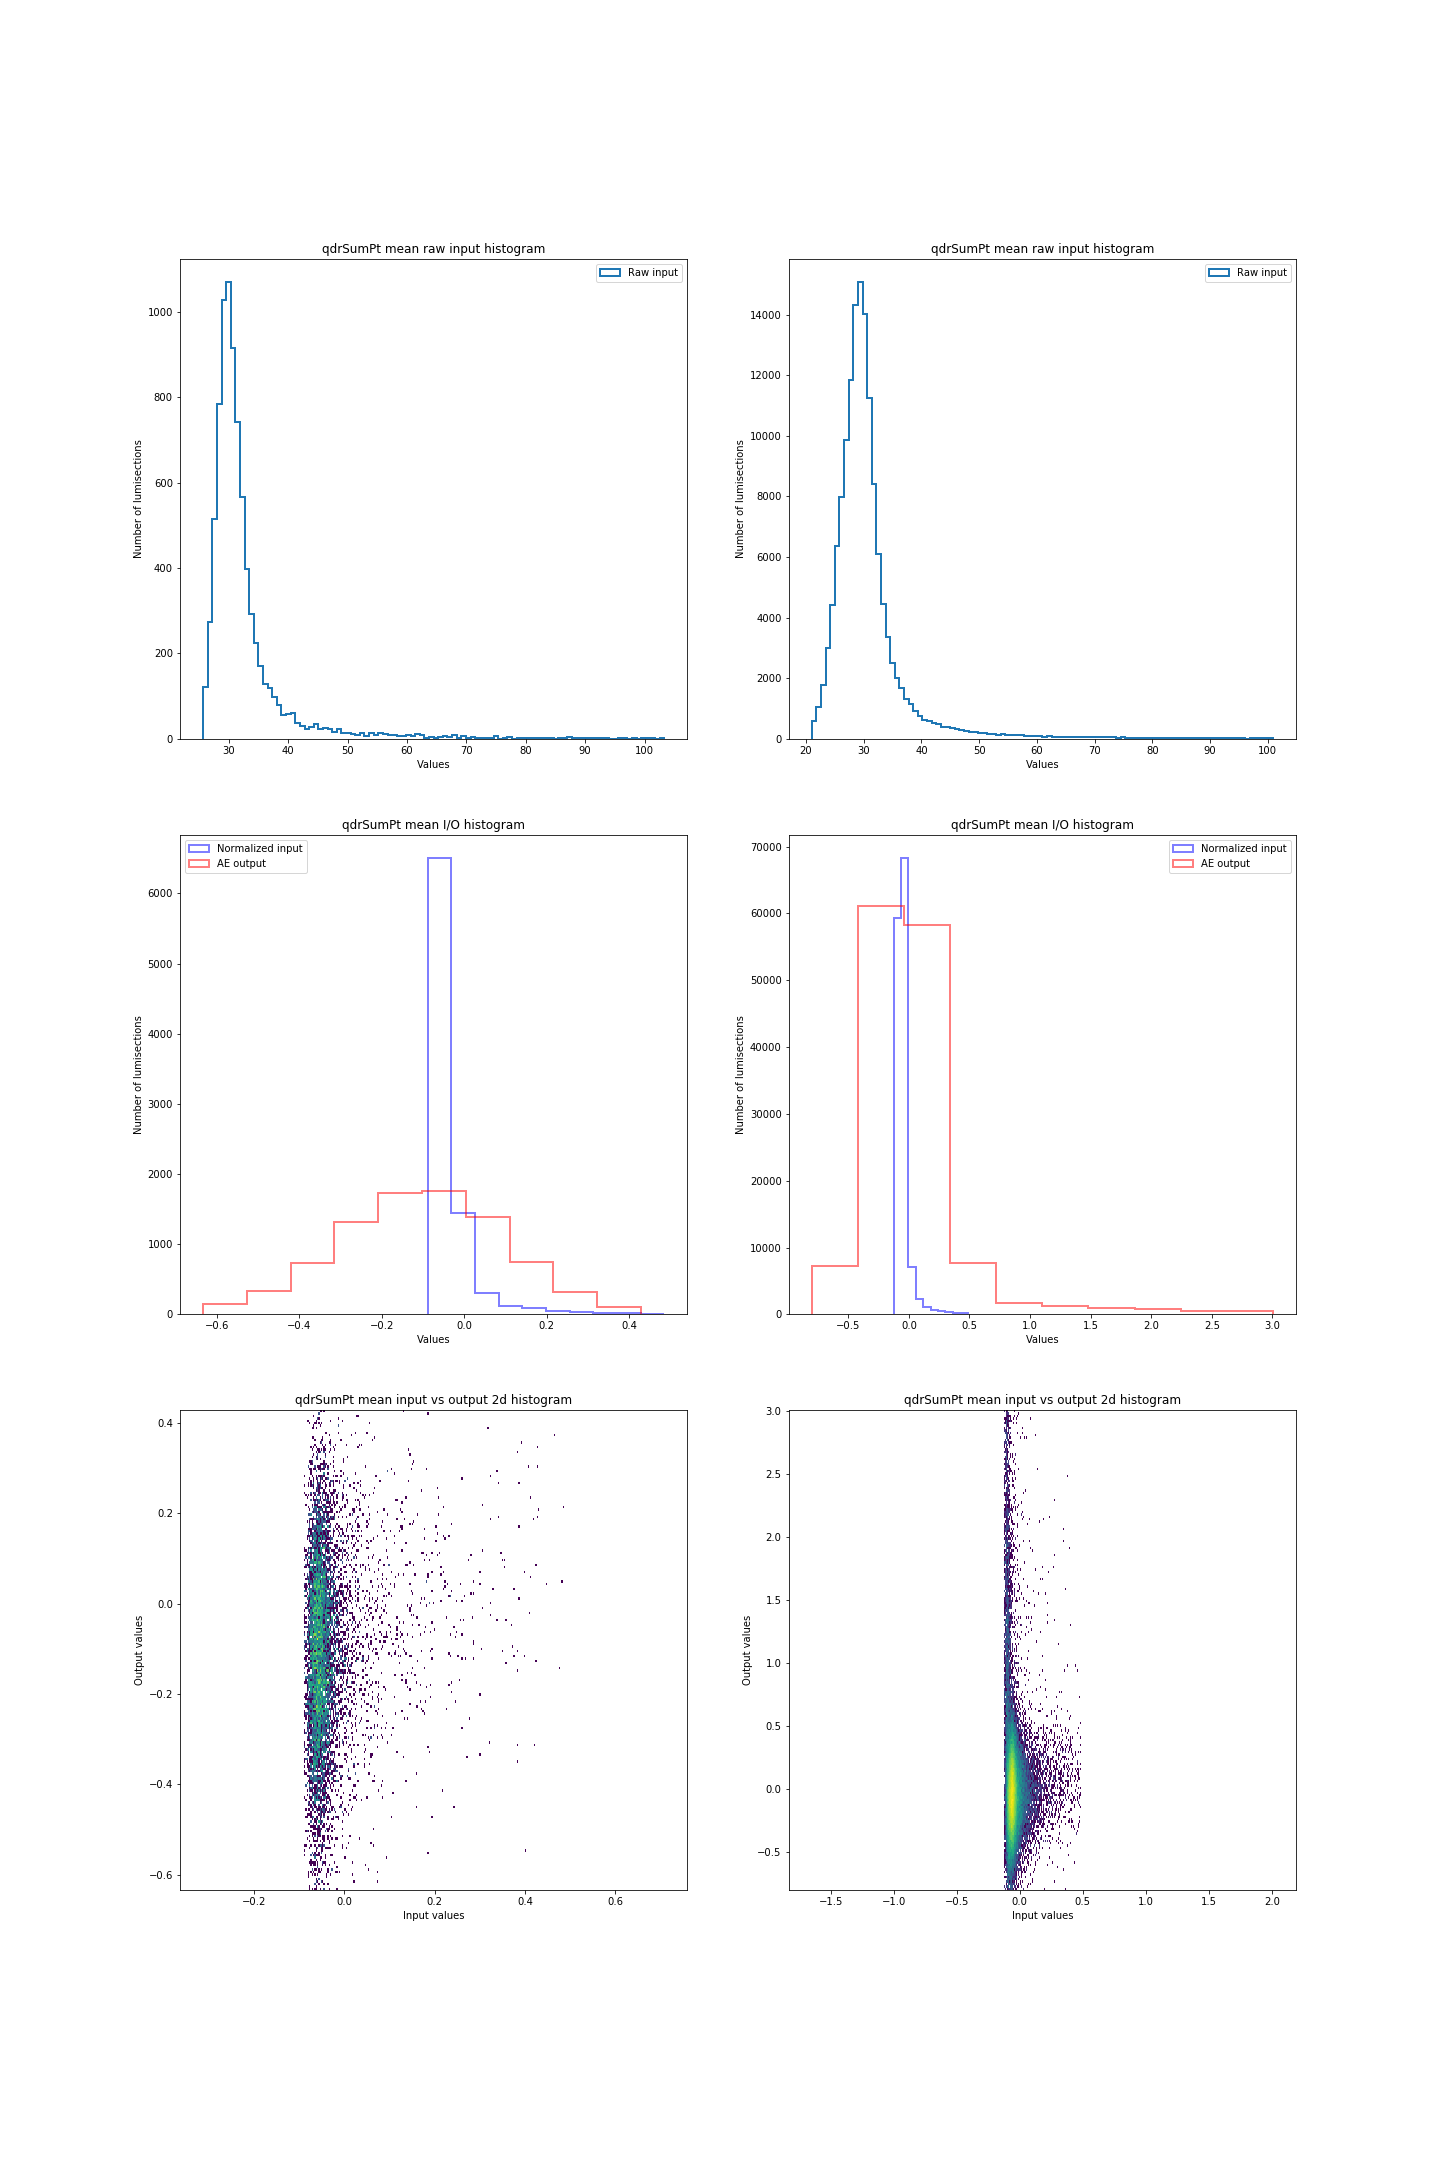 qdrSumPt mean raw input histogram
Raw input
Number of lumisections
1000
800
600
400
200
0
30 40 50 60 70 80 90 100
Values
qdrSumPt mean raw input histogram
Raw input
Number of lumisections
14000
12000
10000
8000
6000
4000
2000
0
20 30 40 50 60 70 80 90 100
Values
qdrSumPt mean I/O histogram
Normalized input
AE output
Number of lumisections
6000
5000
4000
3000
2000
1000
0
−0.6 −0.4 −0.2 0.0 0.2 0.4
Values
qdrSumPt mean I/O histogram
Normalized input
AE output
Number of lumisections
70000
60000
50000
40000
30000
20000
10000
0
−0.5 0.0 0.5 1.0 1.5 2.0 2.5 3.0
Values
qdrSumPt mean input vs output 2d histogram
Output values
0.4
0.2
0.0
−0.2
−0.4
−0.6
−0.2 0.0 0.2 0.4 0.6
Input values
qdrSumPt mean input vs output 2d histogram
Output values
3.0
2.5
2.0
1.5
1.0
0.5
0.0
−0.5
−1.5 −1.0 −0.5 0.0 0.5 1.0 1.5 2.0
Input values